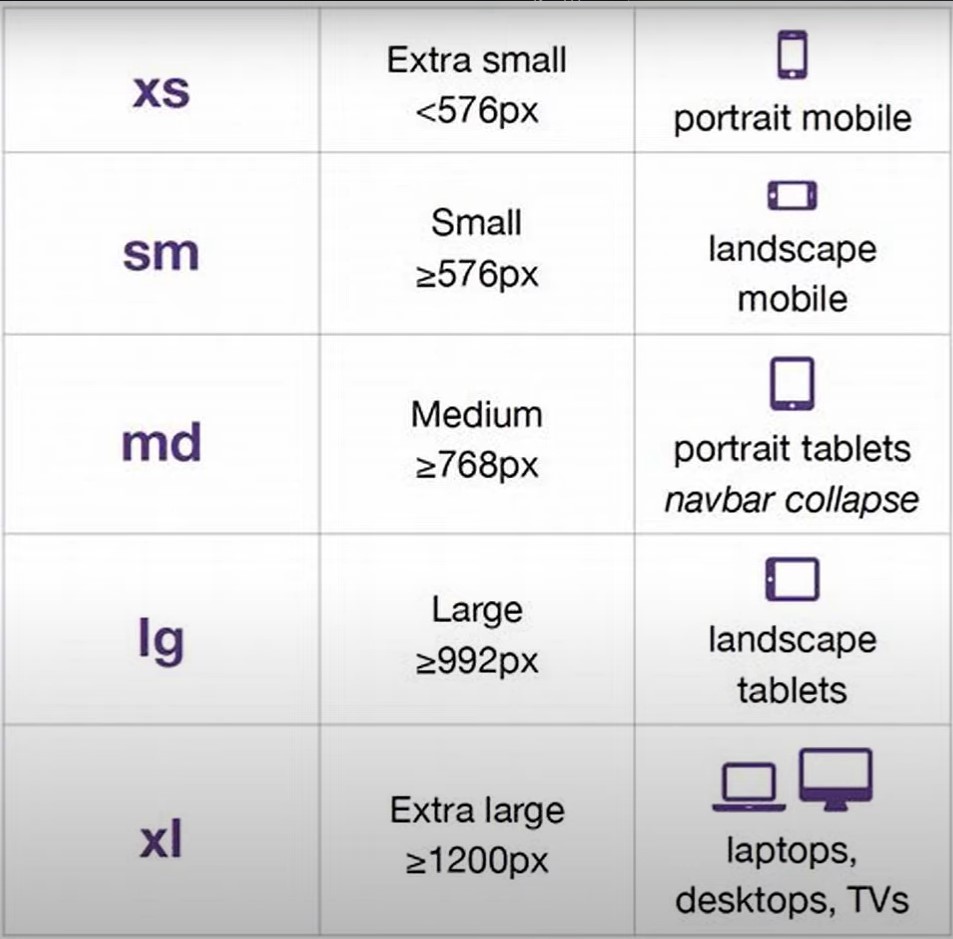 xs
Extra small
<576px
portrait mobile
sm
Small
≥576px
landscape
mobile
md
Medium
≥768px
portrait tablets
navbar collapse
lg
Large
≥992px
landscape
tablets
xl
Extra large
≥1200px
laptops,
desktops, TVs